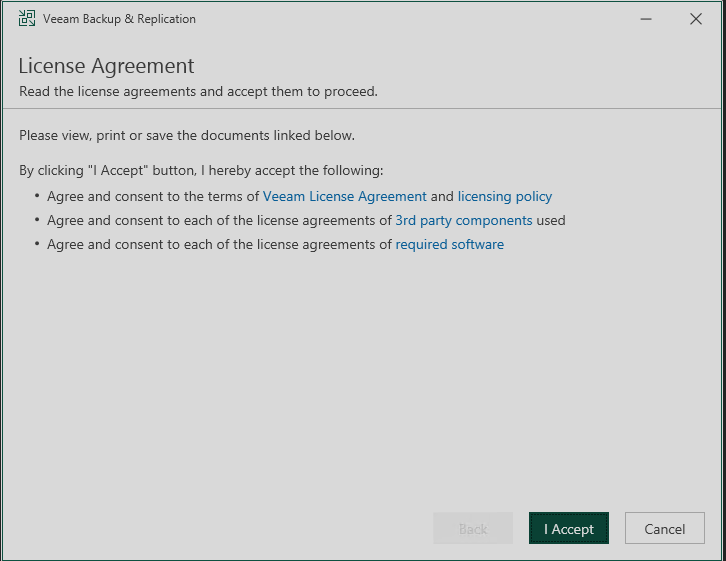 Veeam Backup & Replication
License Agreement
Read the license agreements and accept them to proceed.
Please view, print or save the documents linked below.
By clicking "I Accept" button, I hereby accept the following:
• Agree and consent to the terms of Veeam License Agreement and licensing policy
• Agree and consent to each of the license agreements of 3rd party components used
• Agree and consent to each of the license agreements of required software
Back I Accept Cancel